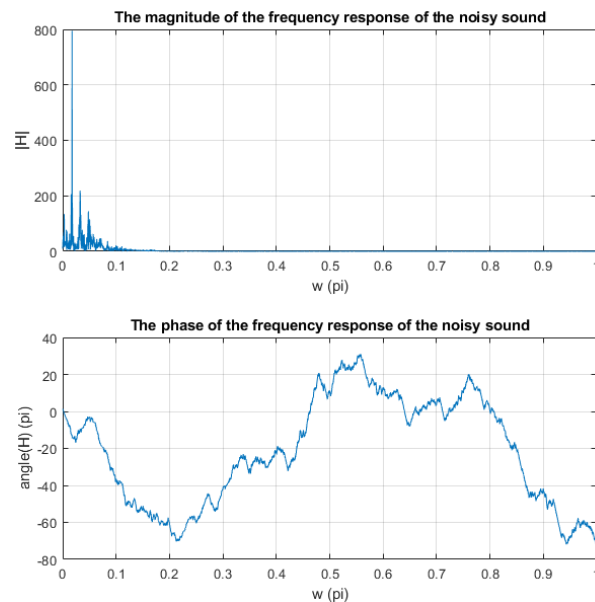 The magnitude of the frequency response of the noisy sound
800
600
400
200
0
|H|
0 0.1 0.2 0.3 0.4 0.5 0.6 0.7 0.8 0.9 1
w (pi)
The phase of the frequency response of the noisy sound
40
20
0
-20
-40
-60
-80
angle(H) (pi)
0 0.1 0.2 0.3 0.4 0.5 0.6 0.7 0.8 0.9 1
w (pi)